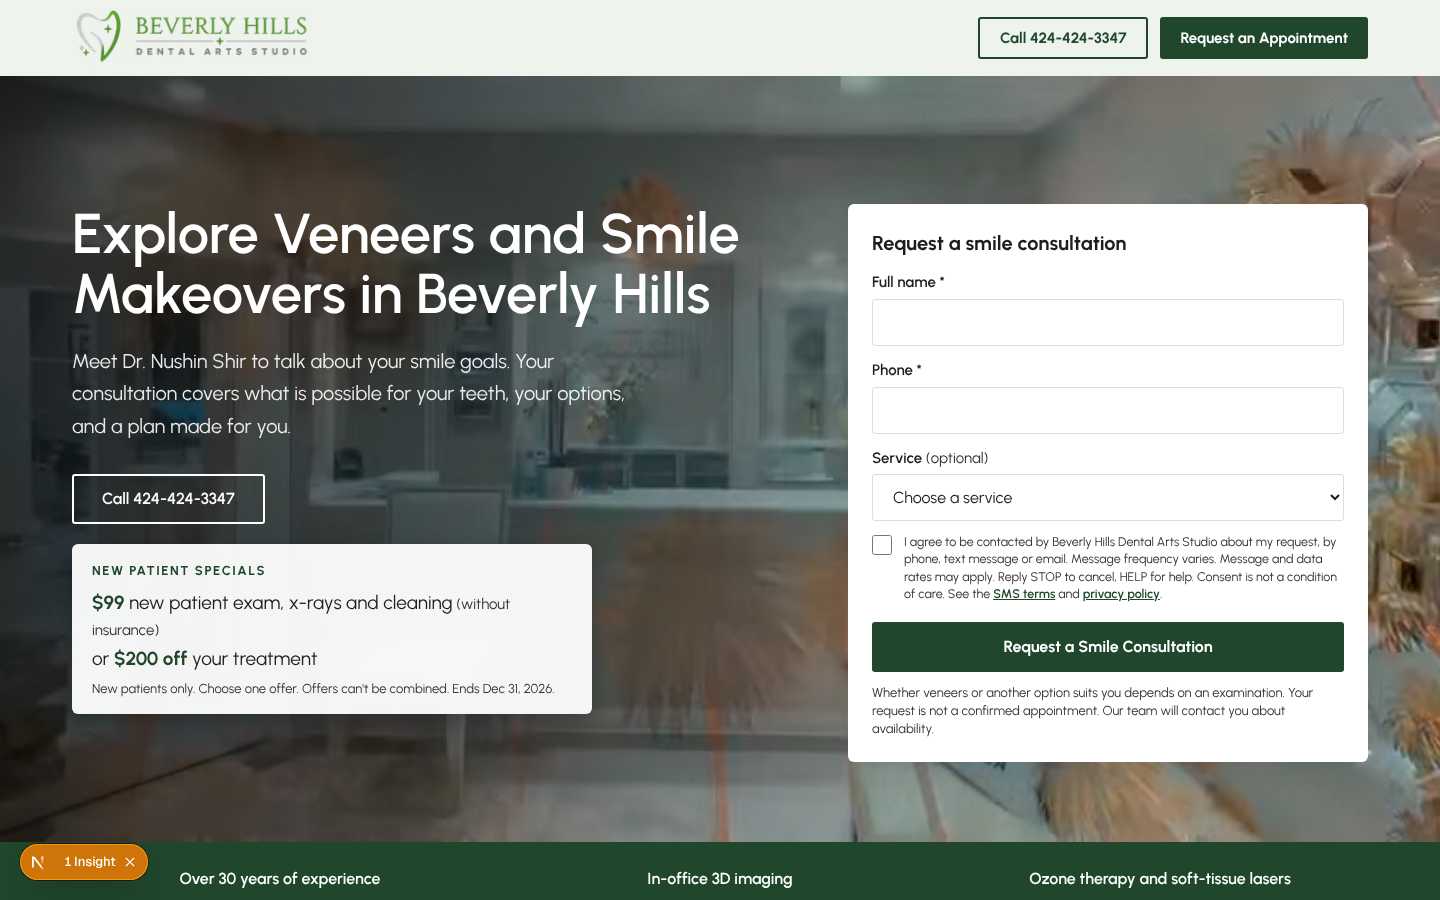 BEVERLY HILLS
DENTAL ARTS STUDIO
Call 424-424-3347
Request an Appointment
Explore Veneers and Smile
Makeovers in Beverly Hills
Meet Dr. Nushin Shir to talk about your smile goals. Your
consultation covers what is possible for your teeth, your options,
and a plan made for you.
Call 424-424-3347
NEW PATIENT SPECIALS
$99 new patient exam, x-rays and cleaning (without
insurance)
or $200 off your treatment
New patients only. Choose one offer. Offers can't be combined. Ends Dec 31, 2026.
Request a smile consultation
Full name *
Phone *
Service (optional)
Choose a service
I agree to be contacted by Beverly Hills Dental Arts Studio about my request, by
phone, text message or email. Message frequency varies. Message and data
rates may apply. Reply STOP to cancel, HELP for help. Consent is not a condition
of care. See the SMS terms and privacy policy.
Request a Smile Consultation
Whether veneers or another option suits you depends on an examination. Your
request is not a confirmed appointment. Our team will contact you about
availability.
N 1 Insight
Over 30 years of experience
In-office 3D imaging
Ozone therapy and soft-tissue lasers